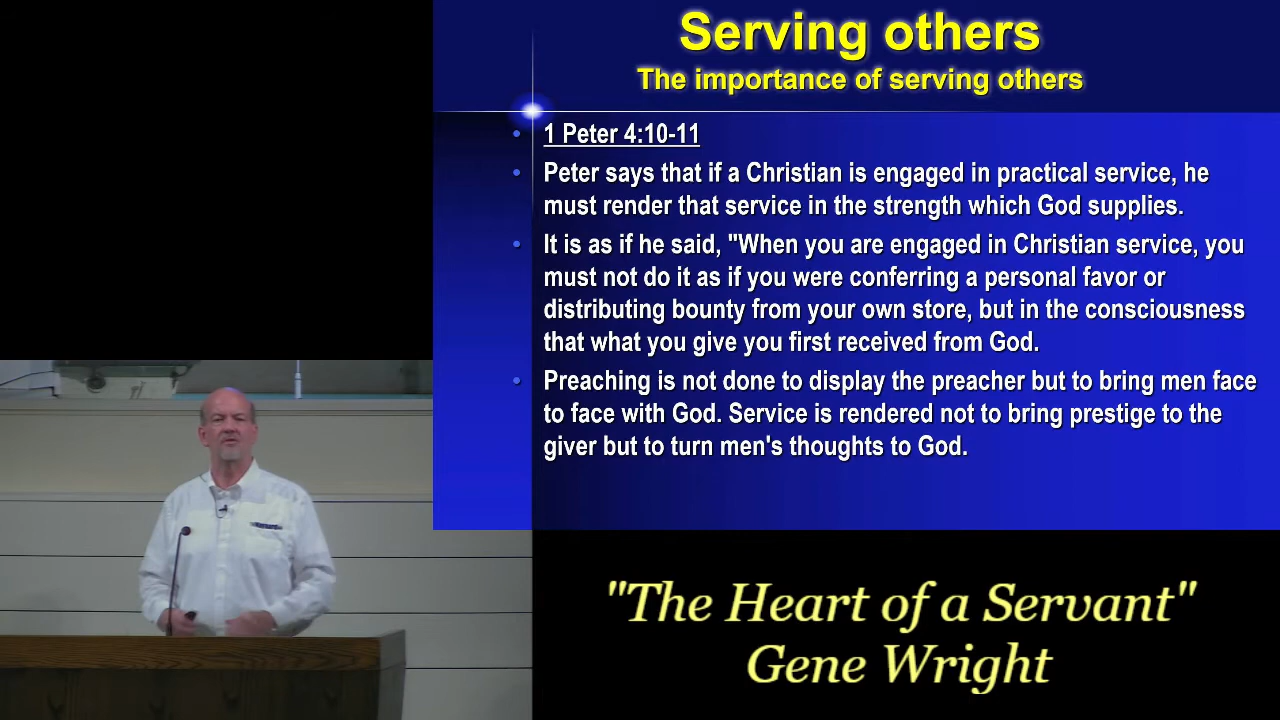 Serving others
The importance of serving others
1 Peter 4:10-11
Peter says that if a Christian is engaged in practical service, he
must render that service in the strength which God supplies.
It is as if he said, "When you are engaged in Christian service, you
must not do it as if you were conferring a personal favor or
distributing bounty from your own store, but in the consciousness
that what you give you first received from God.
Preaching is not done to display the preacher but to bring men face
to face with God. Service is rendered not to bring prestige to the
giver but to turn men's thoughts to God.
"The Heart of a Servant"
Gene Wright